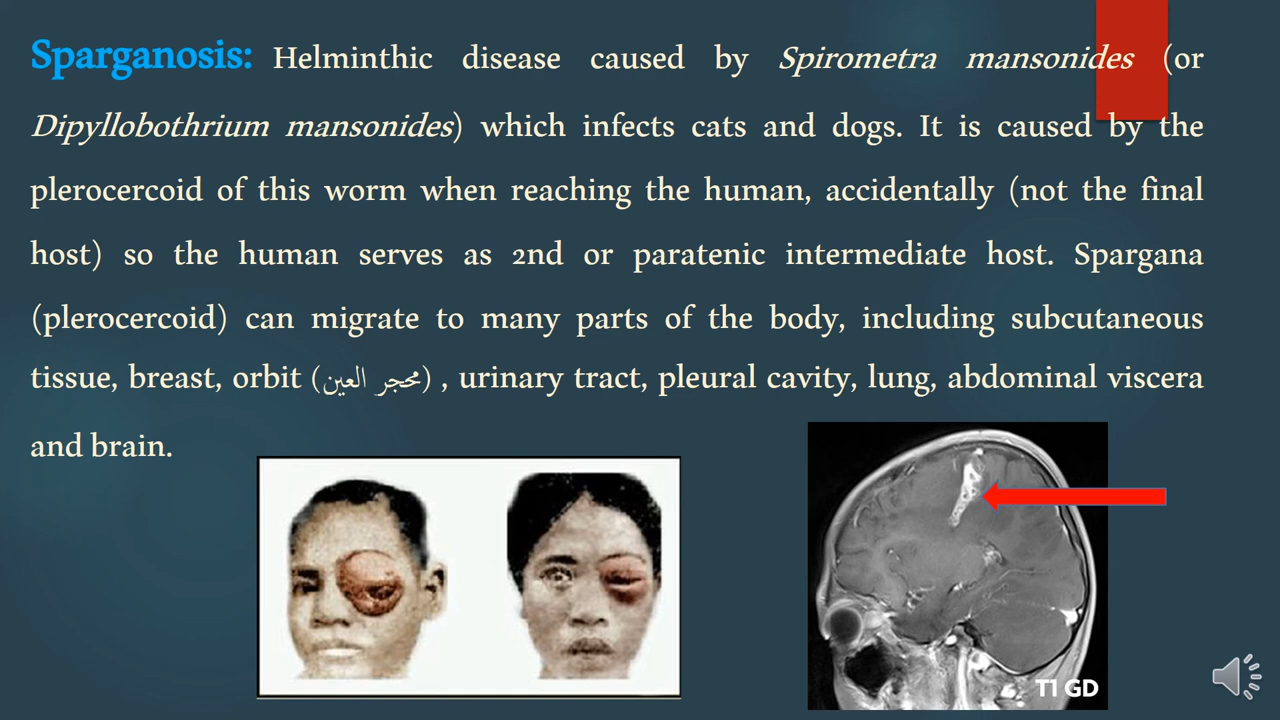 Sparganosis: Helminthic disease caused by Spirometra mansonides (or
Dipyllobothrium mansonides) which infects cats and dogs. It is caused by the
plerocercoid of this worm when reaching the human, accidentally (not the final
host) so the human serves as 2nd or paratenic intermediate host. Spargana
(plerocercoid) can migrate to many parts of the body, including subcutaneous
tissue, breast, orbit (محجر العين) , urinary tract, pleural cavity, lung, abdominal viscera
and brain.
T1 GD